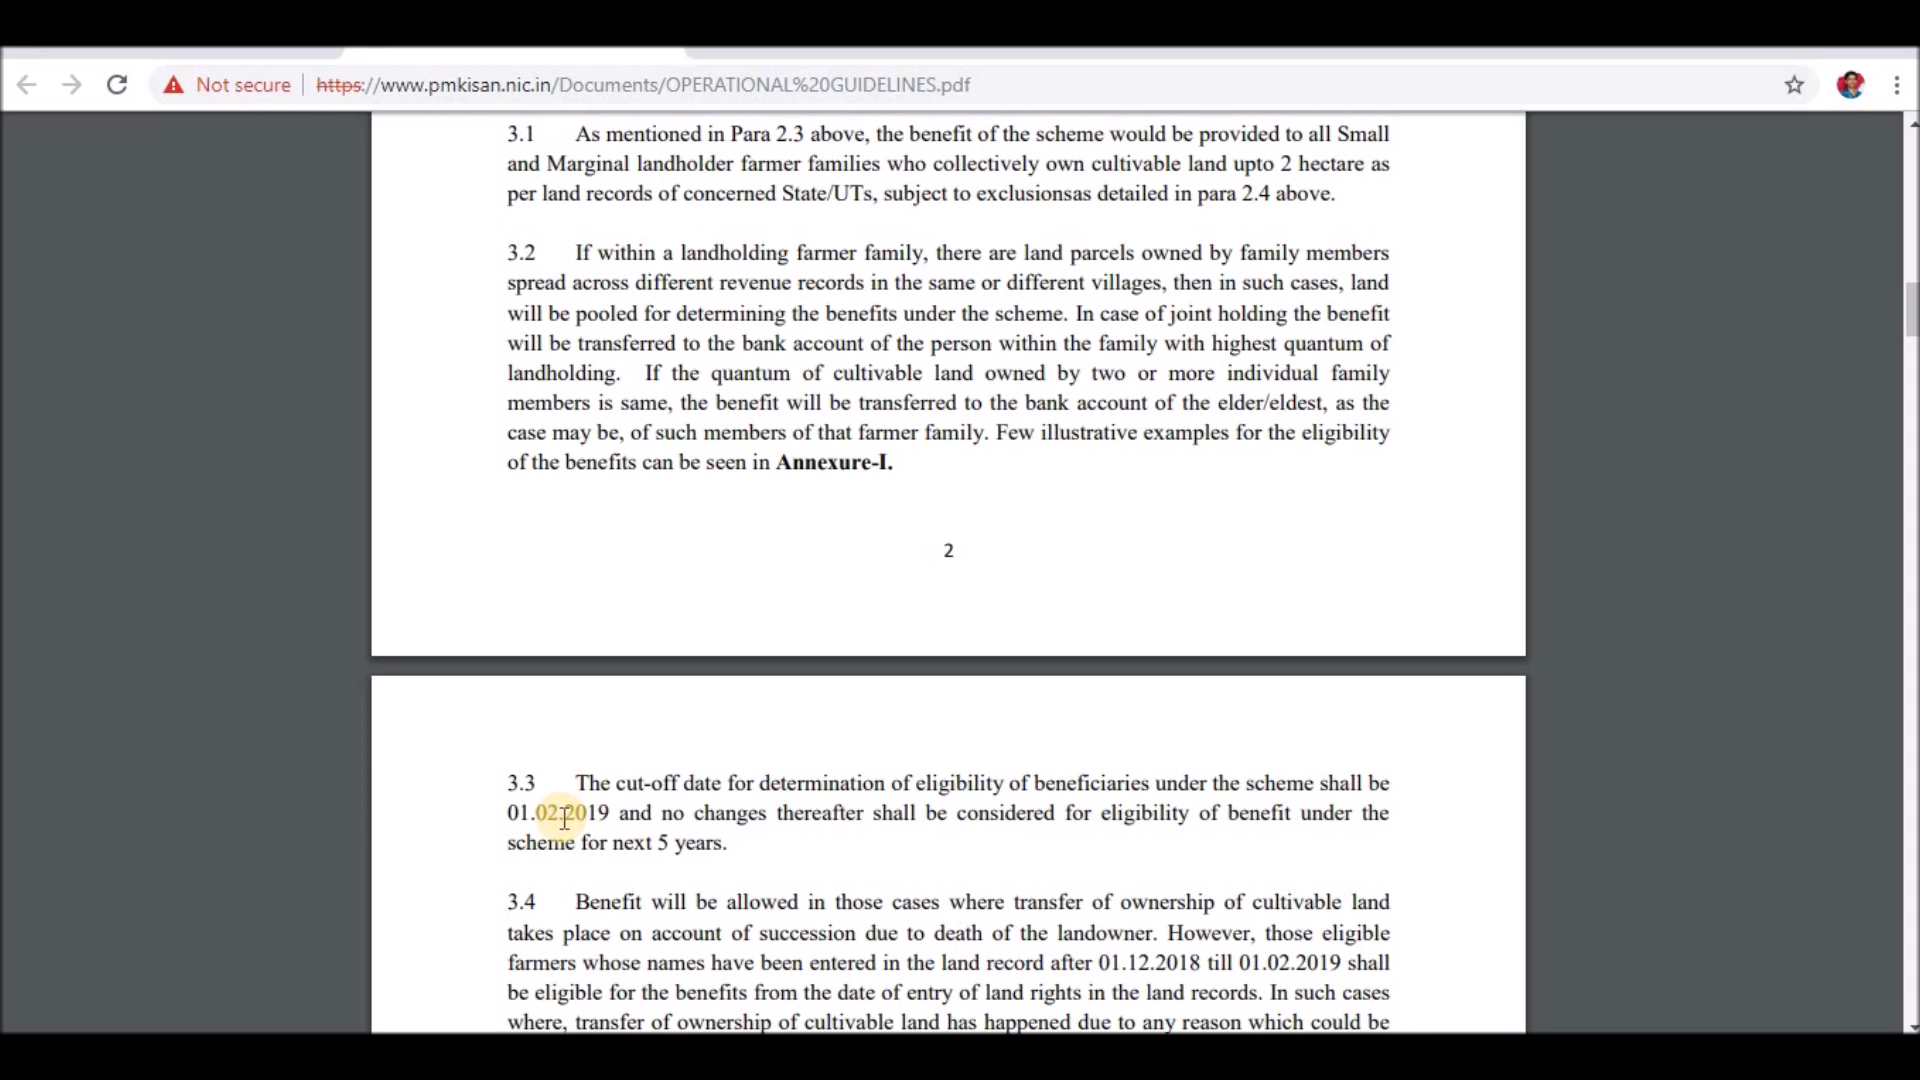 Not secure
https://www.pmkisan.nic.in/Documents/OPERATIONAL%20GUIDELINES.pdf
3.1 As mentioned in Para 2.3 above, the benefit of the scheme would be provided to all Small
and Marginal landholder farmer families who collectively own cultivable land upto 2 hectare as
per land records of concerned State/UTs, subject to exclusionsas detailed in para 2.4 above.
3.2 If within a landholding farmer family, there are land parcels owned by family members
spread across different revenue records in the same or different villages, then in such cases, land
will be pooled for determining the benefits under the scheme. In case of joint holding the benefit
will be transferred to the bank account of the person within the family with highest quantum of
landholding. If the quantum of cultivable land owned by two or more individual family
members is same, the benefit will be transferred to the bank account of the elder/eldest, as the
case may be, of such members of that farmer family. Few illustrative examples for the eligibility
of the benefits can be seen in Annexure-I.
2
3.3 The cut-off date for determination of eligibility of beneficiaries under the scheme shall be
01.02.2019 and no changes thereafter shall be considered for eligibility of benefit under the
scheme for next 5 years.
3.4 Benefit will be allowed in those cases where transfer of ownership of cultivable land
takes place on account of succession due to death of the landowner. However, those eligible
farmers whose names have been entered in the land record after 01.12.2018 till 01.02.2019 shall
be eligible for the benefits from the date of entry of land rights in the land records. In such cases
where, transfer of ownership of cultivable land has happened due to any reason which could be